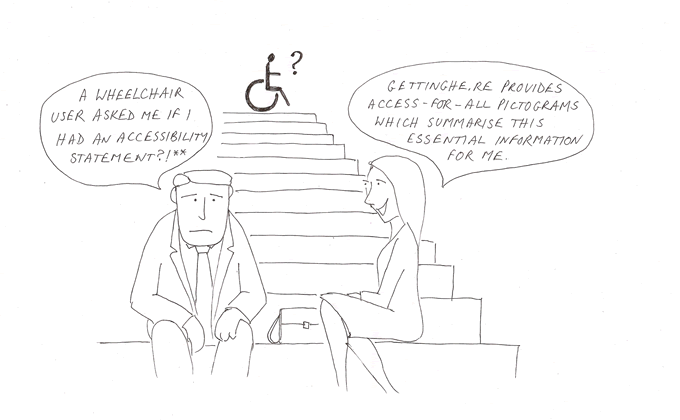 ?
A WHEELCHAIR
USER ASKED ME IF I
HAD AN ACCESSIBILITY
STATEMENT?!**
GETTINGHE.RE PROVIDES
ACCESS-FOR-ALL PICTOGRAMS
WHICH SUMMARISE THIS
ESSENTIAL INFORMATION
FOR ME.